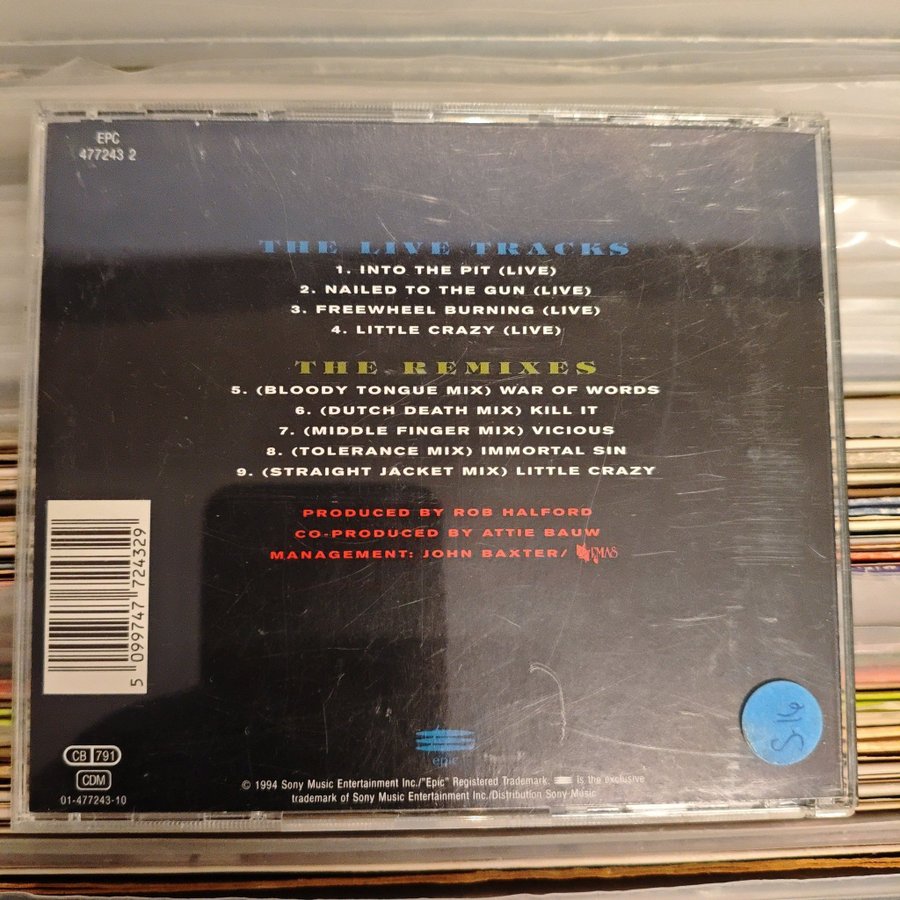 EPC
477243 2
THE LIVE TRACKS
1. INTO THE PIT (LIVE)
2. NAILED TO THE GUN (LIVE)
3. FREEWHEEL BURNING (LIVE)
4. LITTLE CRAZY (LIVE)
THE REMIXES
5. (BLOODY TONGUE MIX) WAR OF WORDS
6. (DUTCH DEATH MIX) KILL IT
7. (MIDDLE FINGER MIX) VICIOUS
8. (TOLERANCE MIX) IMMORTAL SIN
9. (STRAIGHT JACKET MIX) LITTLE CRAZY
PRODUCED BY ROB HALFORD
CO-PRODUCED BY ATTIE BAUW
MANAGEMENT: JOHN BAXTER/
5 099747 724329
epic
CB 791
CDM
01-477243-10
© 1994 Sony Music Entertainment Inc./"Epic" Registered Trademark. is the exclusive
trademark of Sony Music Entertainment Inc./Distribution Sony Music